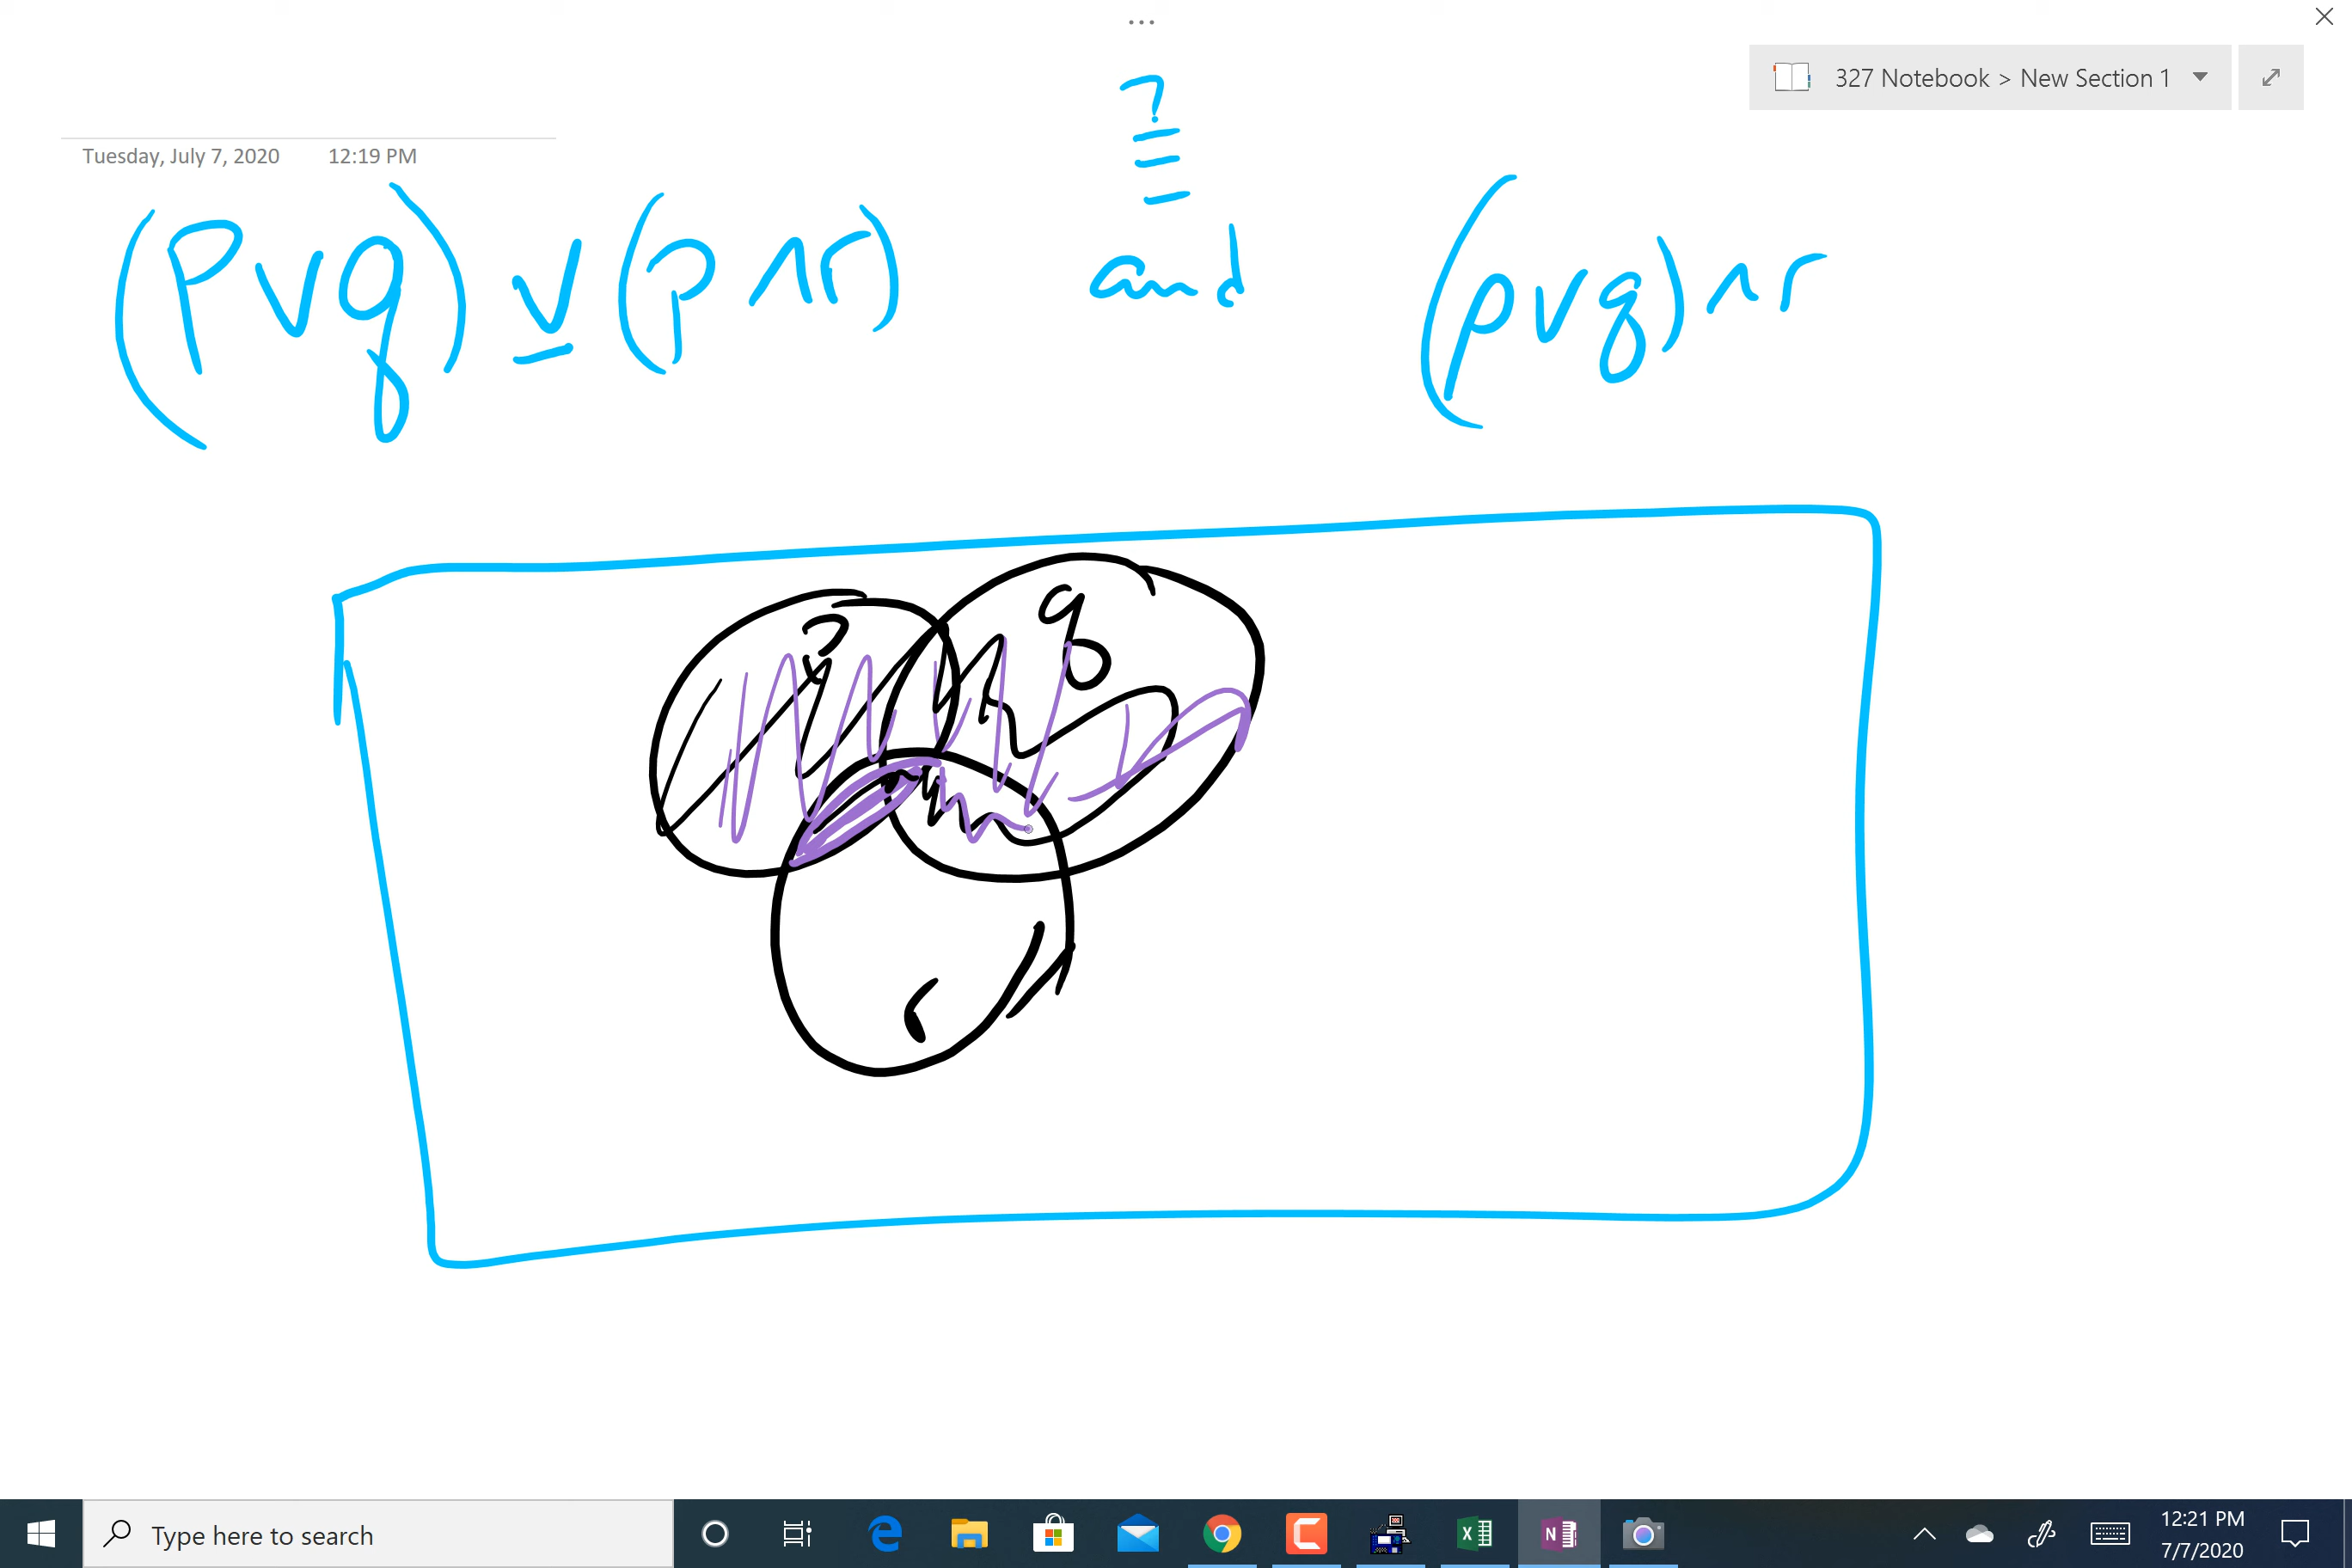 ...
327 Notebook > New Section 1
?
≡
Tuesday, July 7, 2020 12:19 PM
(P∨q) ⊻ (p∧r) and (p∨q)∧r
q
r
Type here to search
12:21 PM
7/7/2020